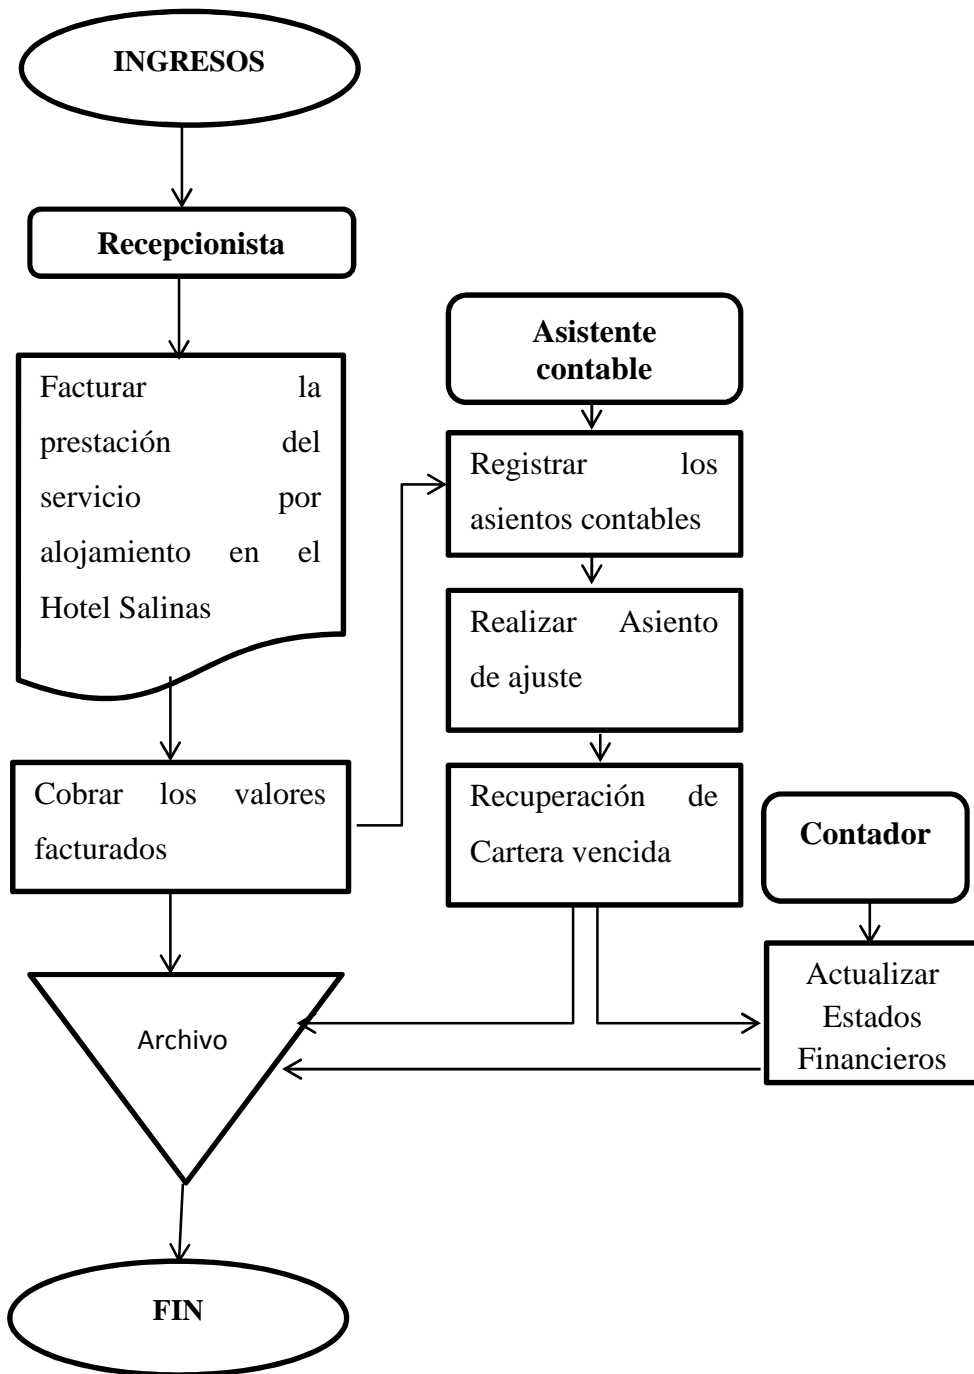 INGRESOS
Recepcionista
Facturar la
prestación del
servicio por
alojamiento en el
Hotel Salinas
Cobrar los valores
facturados
Archivo
FIN
Asistente
contable
Registrar los
asientos contables
Realizar Asiento
de ajuste
Recuperación de
Cartera vencida
Contador
Actualizar
Estados
Financieros